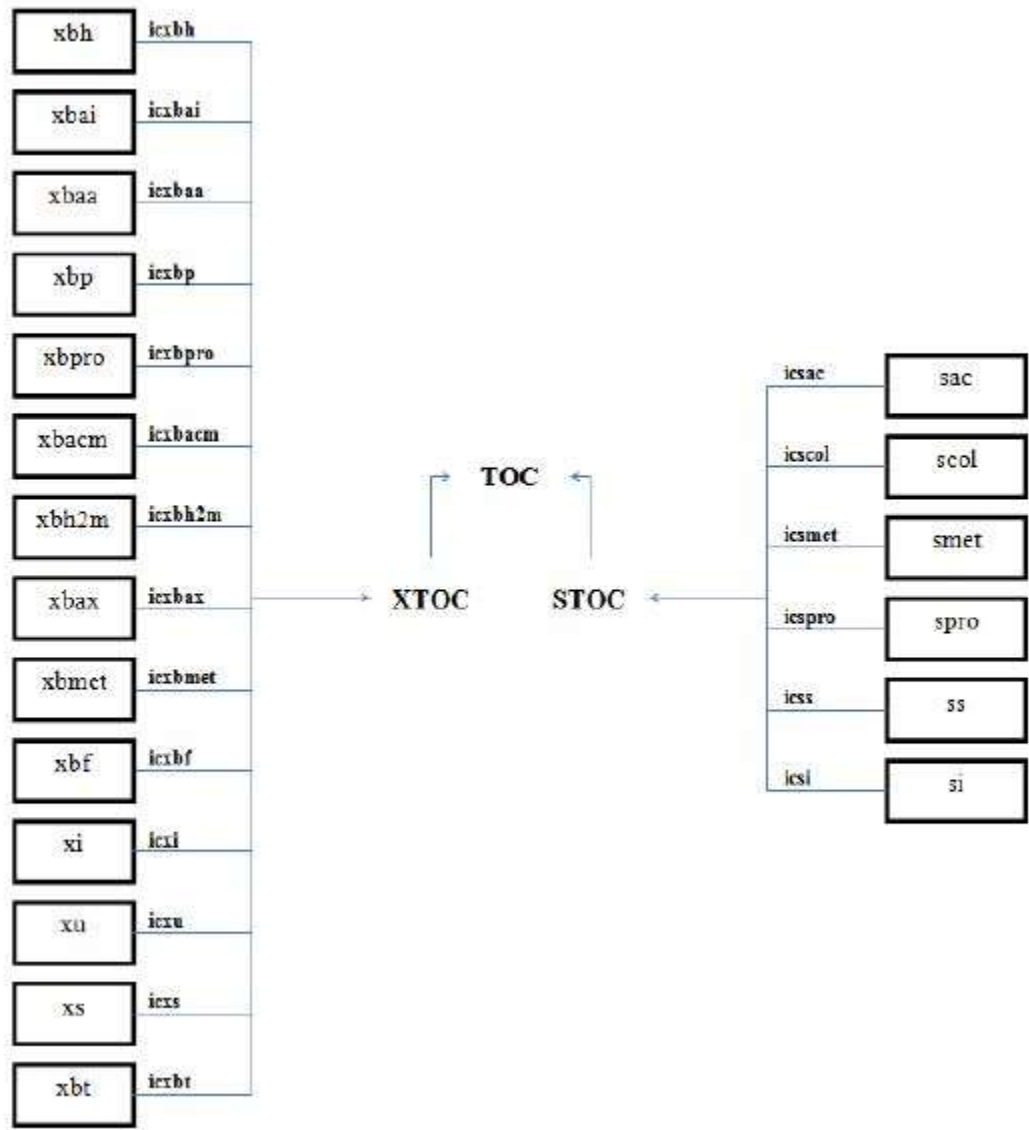 xbh icxbh
xbai icxbai
xbaa icxbaa
xbp icxbp
xbpro icxbpro
xbacm icxbacm
xbh2m icxbh2m
xbax icxbax
xbmet icxbmet
xbf icxbf
xi icxi
xu icxu
xs icxs
xbt icxbt
TOC
XTOC STOC
icsac sac
icscol scol
icsmet smet
icspro spro
icss ss
icsi si